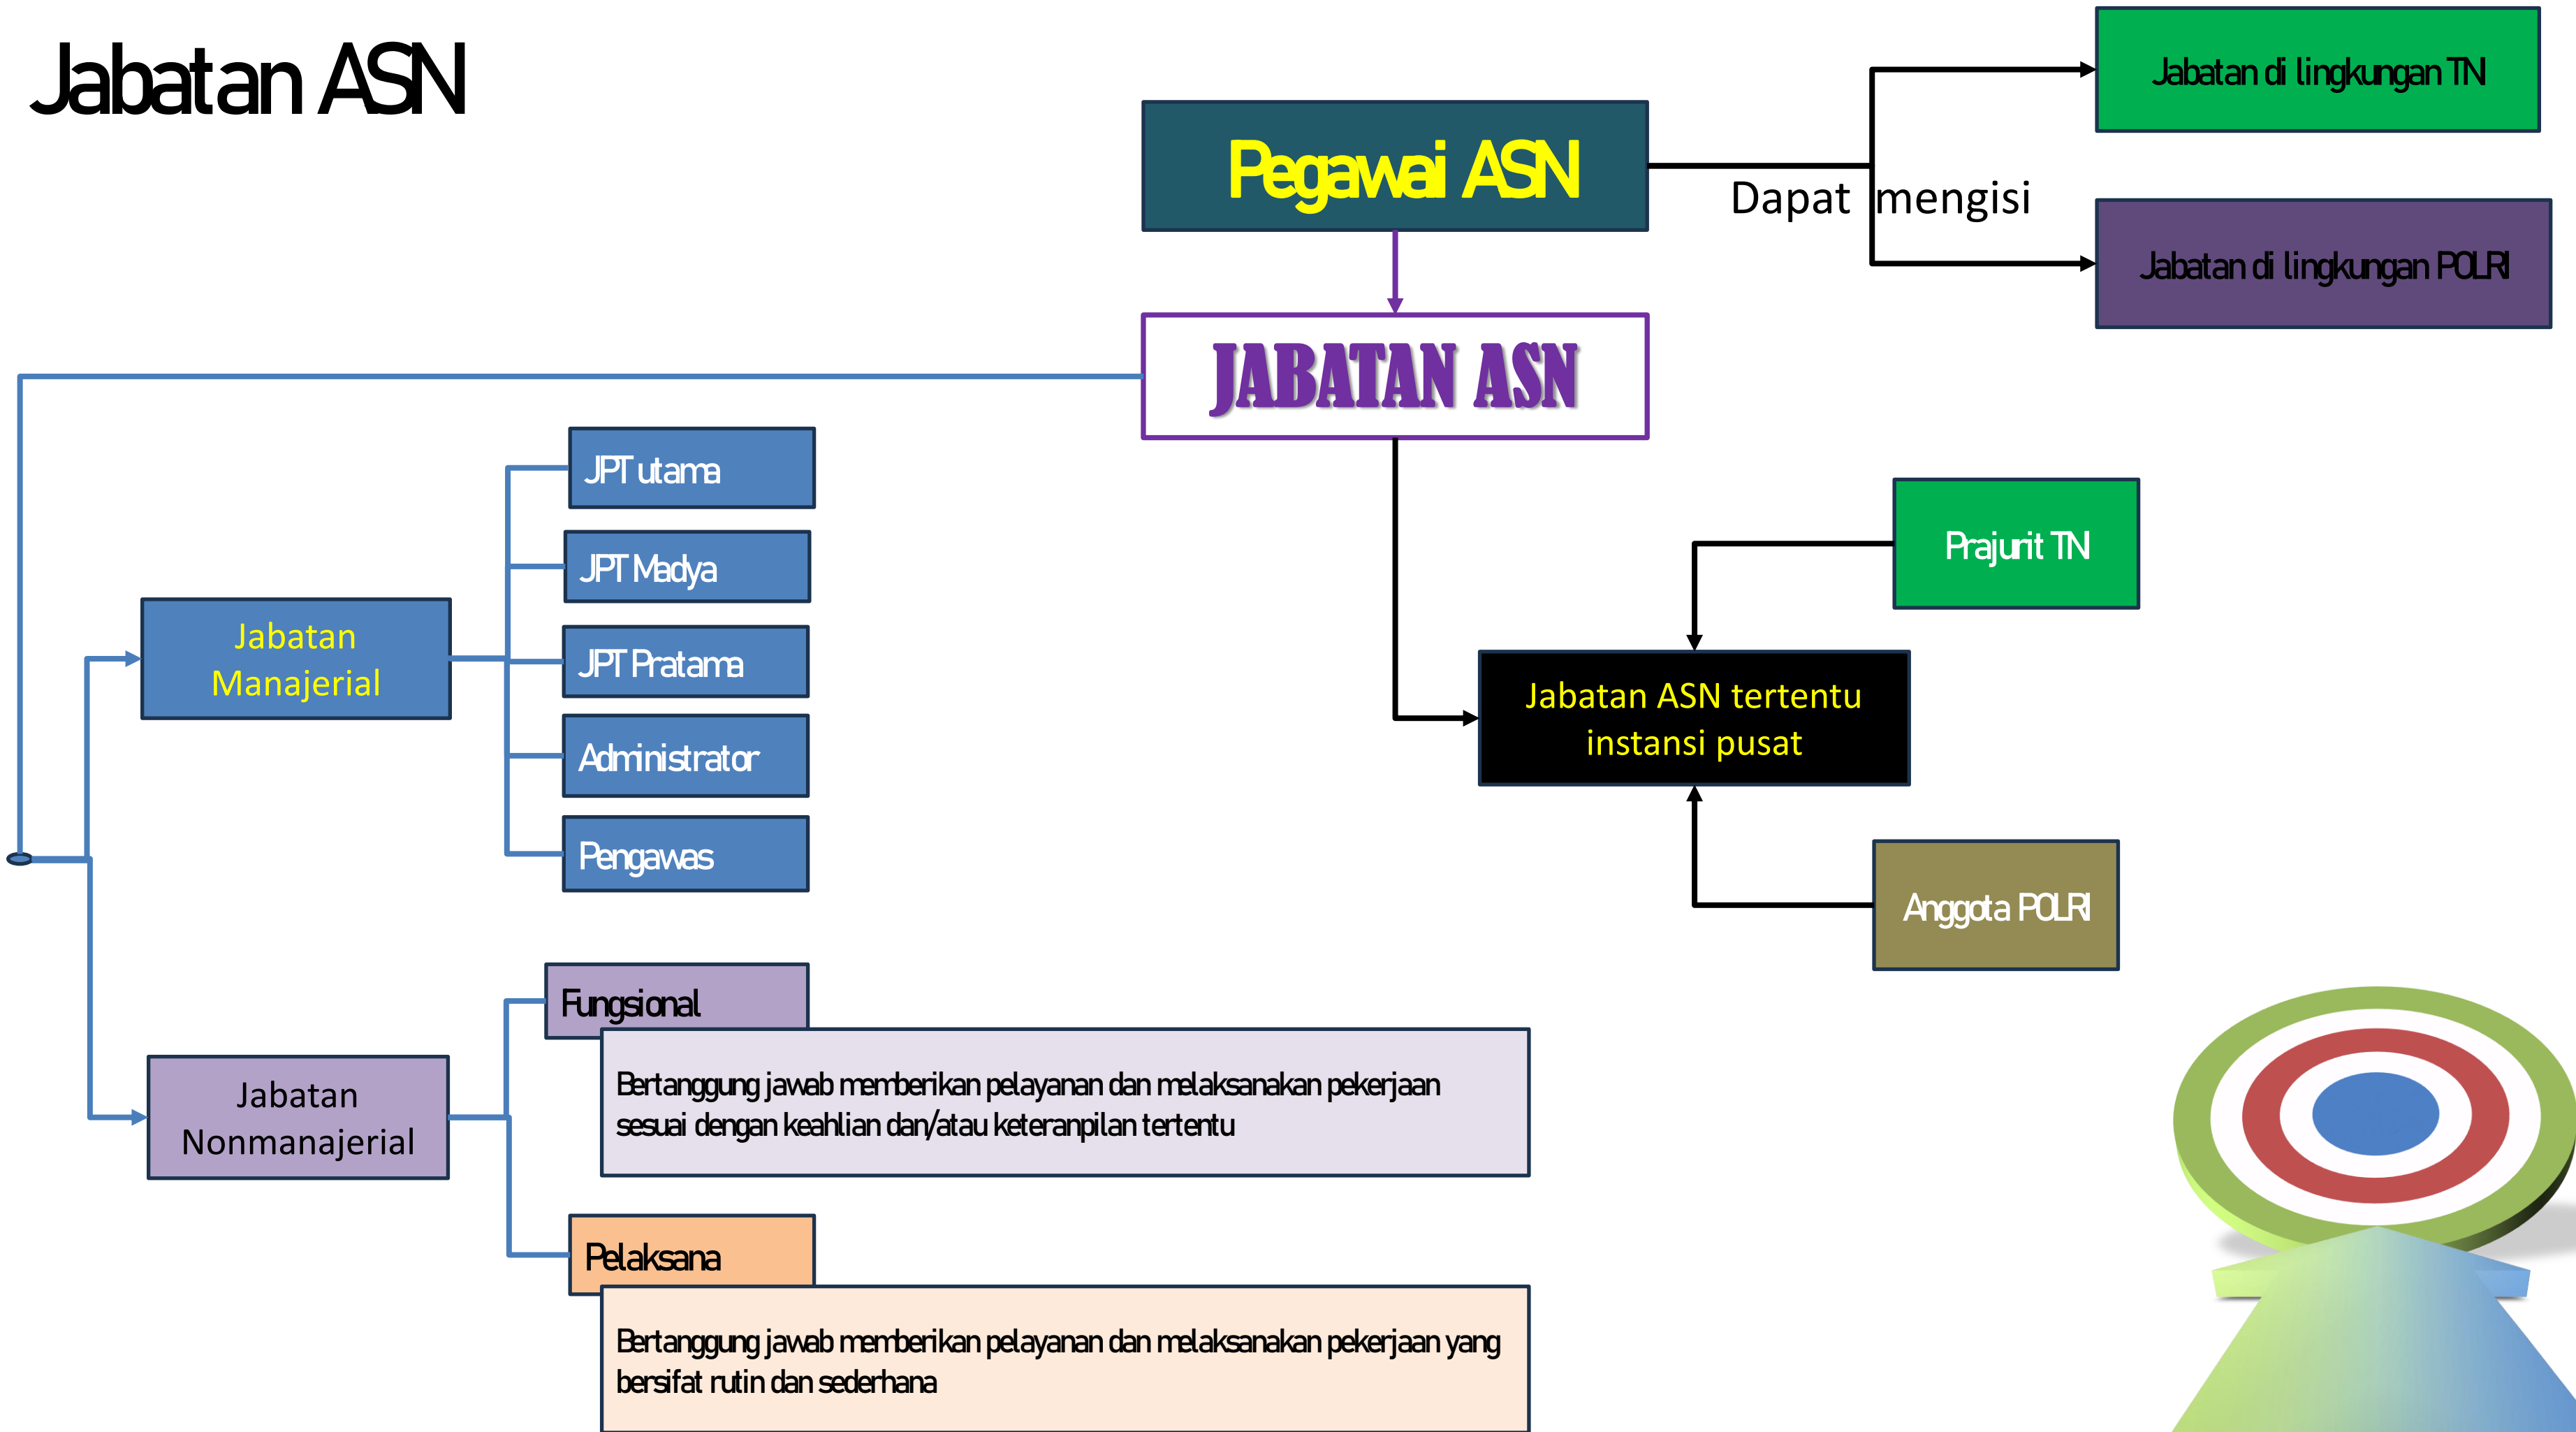 Jabatan ASN
Pegawai ASN
Dapat mengisi
Jabatan di lingkungan TNI
Jabatan di lingkungan POLRI
JABATAN ASN
JPT utama
JPT Madya
JPT Pratama
Administrator
Pengawas
Jabatan
Manajerial
Prajurit TNI
Jabatan ASN tertentu
instansi pusat
Anggota POLRI
Jabatan
Nonmanajerial
Fungsional
Bertanggung jawab memberikan pelayanan dan melaksanakan pekerjaan
sesuai dengan keahlian dan/atau keteranpilan tertentu
Pelaksana
Bertanggung jawab memberikan pelayanan dan melaksanakan pekerjaan yang
bersifat rutin dan sederhana